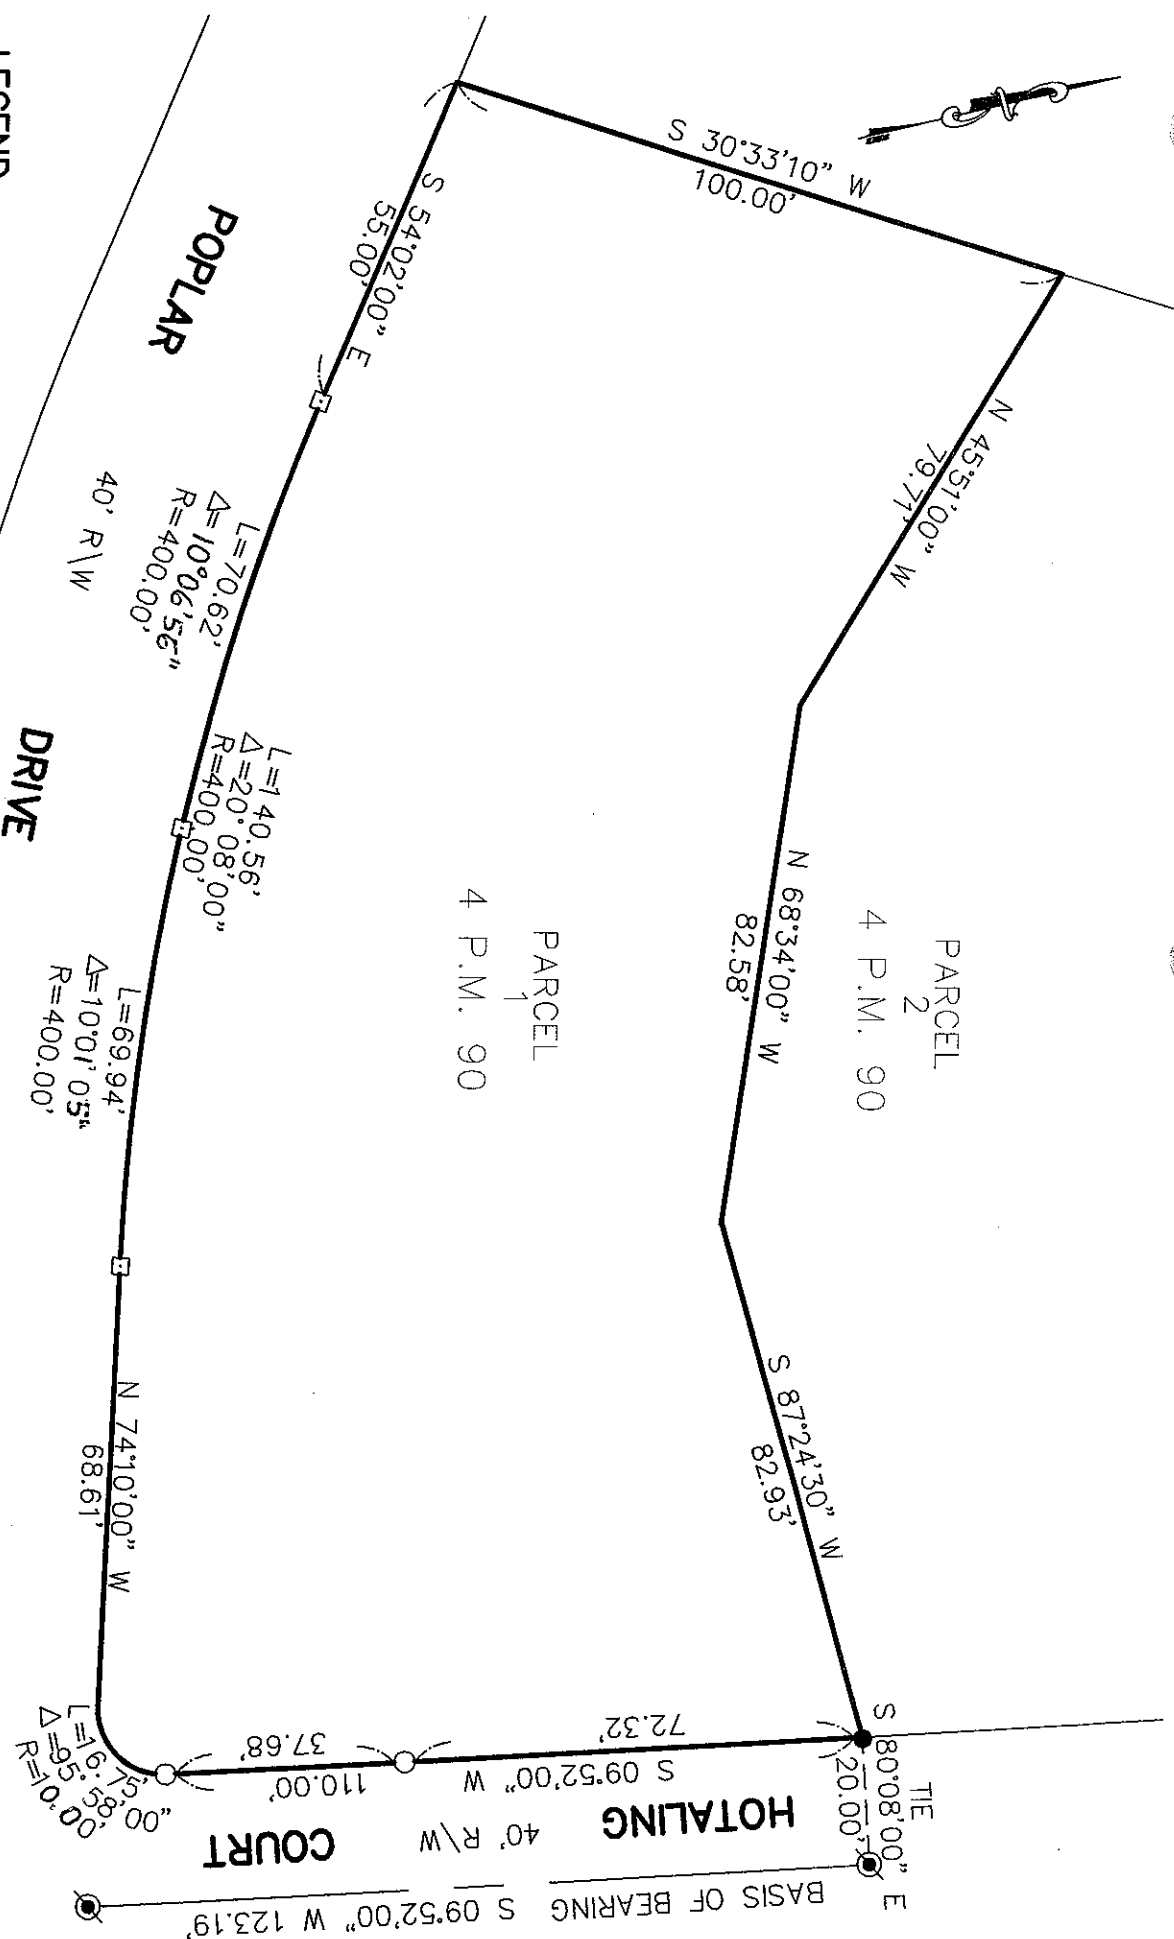 LEGEND
S 30°33'10" W
100.00'
S 54°02'00" E
55.00'
POPLAR
40' R\W
DRIVE
N 45°51'00" W
79.71'
L=70.62'
Δ=10°06'56"
R=400.00'
L=140.56'
Δ=20°08'00"
R=400.00'
L=69.94'
Δ=10°01'05"
R=400.00'
N 68°34'00" W
82.58'
PARCEL
2
4 P.M. 90
PARCEL
1
4 P.M. 90
S 87°24'30" W
82.93'
N 74°10'00" W
68.61'
L=16.75'
Δ=95°58'00"
R=10.00'
37.68'
72.32'
110.00'
S 09°52'00" W
TIE
S 80°08'00" E
20.00'
HOTALING
40' R\W
COURT
BASIS OF BEARING S 09°52'00" W 123.19'